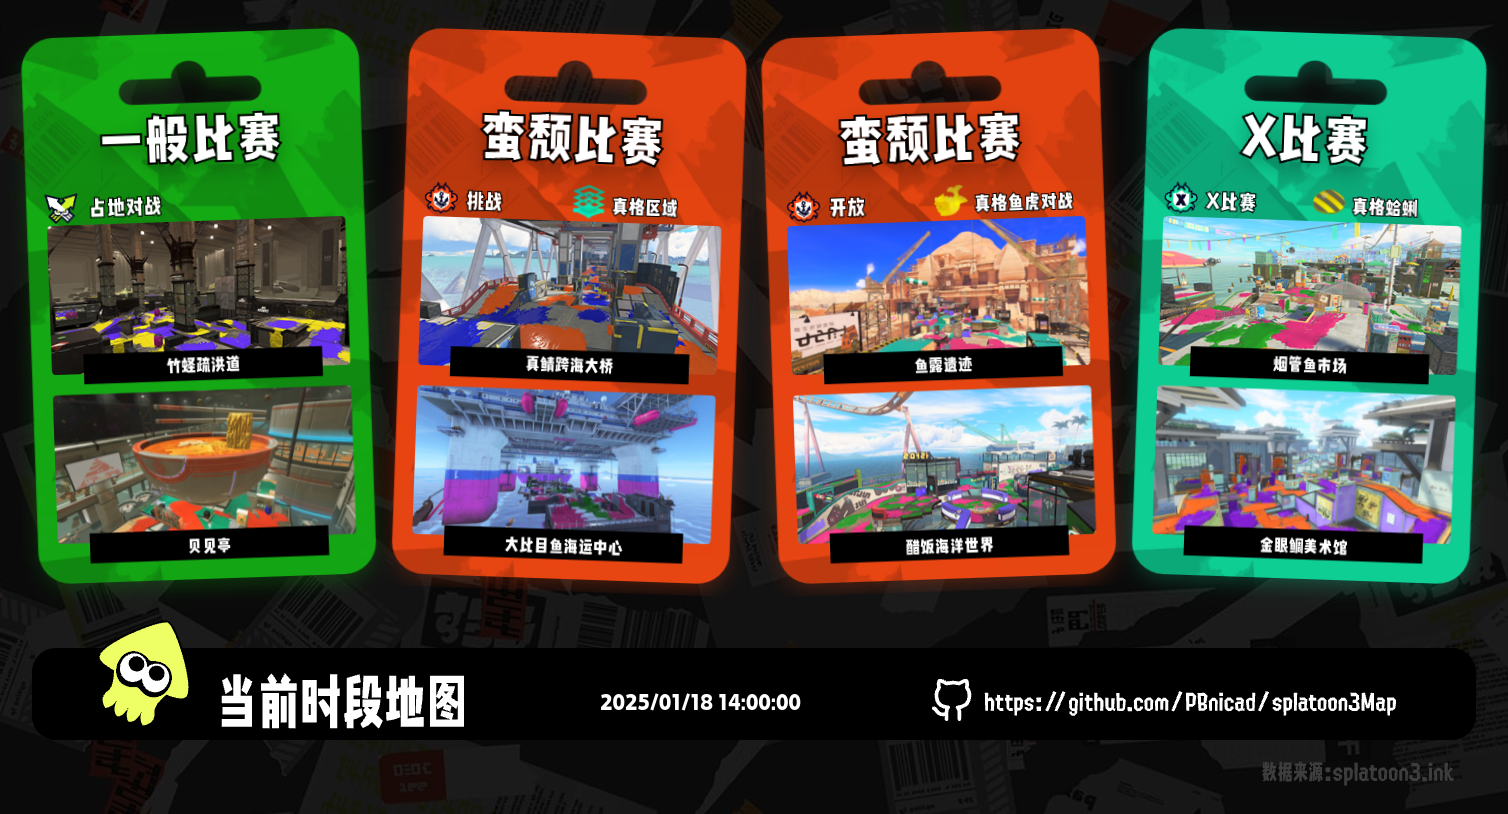 一般比赛
占地对战
竹蛏疏洪道
贝见亭
蛮颓比赛
挑战
真格区域
真鲭跨海大桥
大比目鱼海运中心
蛮颓比赛
开放
真格鱼虎对战
鱼露遗迹
醋饭海洋世界
X比赛
X比赛
真格蛤蜊
烟管鱼市场
金眼鲷美术馆
当前时段地图
2025/01/18 14:00:00
https://github.com/PBnicad/splatoon3Map
数据来源:splatoon3.ink